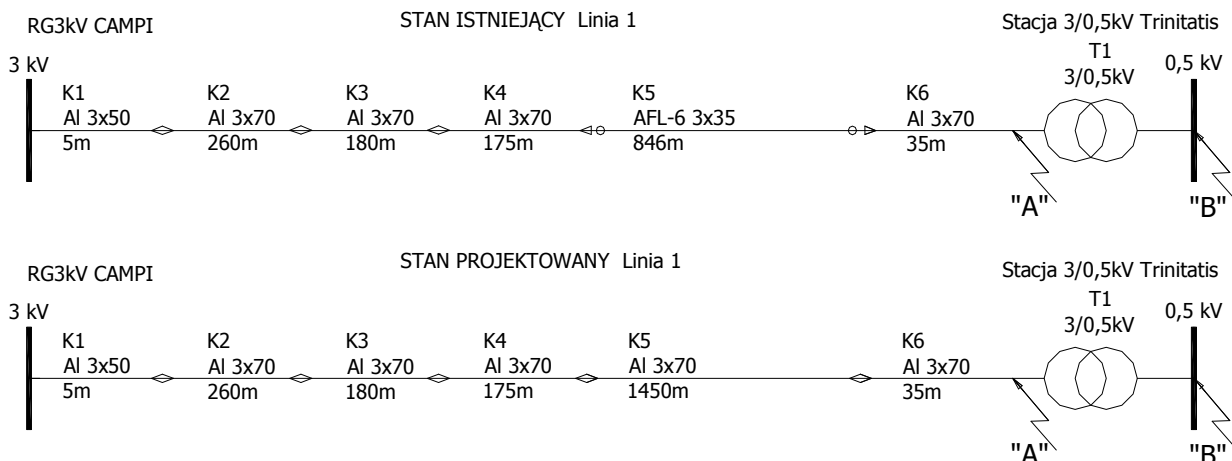 STAN ISTNIEJĄCY Linia 1
RG3kV CAMPI
Stacja 3/0,5kV Trinitatis
T1
3/0,5kV
3 kV
0,5 kV
K1
Al 3x50
5m
K2
Al 3x70
260m
K3
Al 3x70
180m
K4
Al 3x70
175m
K5
AFL-6 3x35
846m
K6
Al 3x70
35m
"A"
"B"
STAN PROJEKTOWANY Linia 1
RG3kV CAMPI
Stacja 3/0,5kV Trinitatis
T1
3/0,5kV
3 kV
0,5 kV
K1
Al 3x50
5m
K2
Al 3x70
260m
K3
Al 3x70
180m
K4
Al 3x70
175m
K5
Al 3x70
1450m
K6
Al 3x70
35m
"A"
"B"